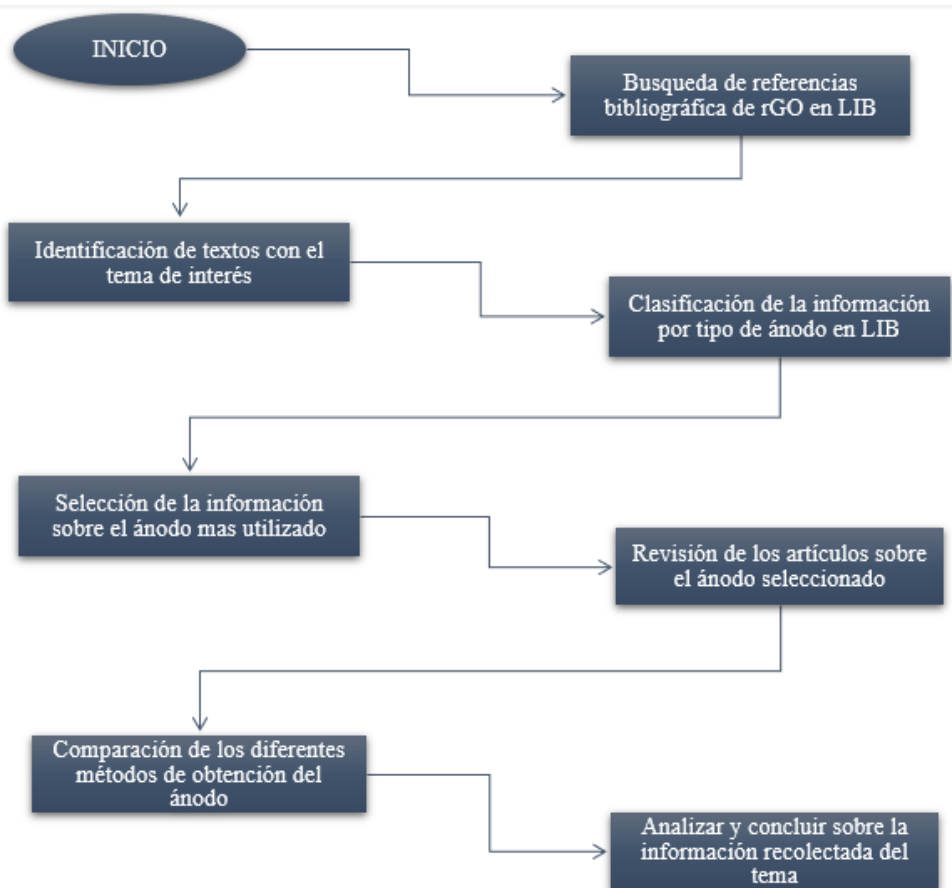 INICIO
Busqueda de referencias
bibliográfica de rGO en LIB
Identificación de textos con el
tema de interés
Clasificación de la información
por tipo de ánodo en LIB
Selección de la información
sobre el ánodo mas utilizado
Revisión de los artículos sobre
el ánodo seleccionado
Comparación de los diferentes
métodos de obtención del
ánodo
Analizar y concluir sobre la
información recolectada del
tema